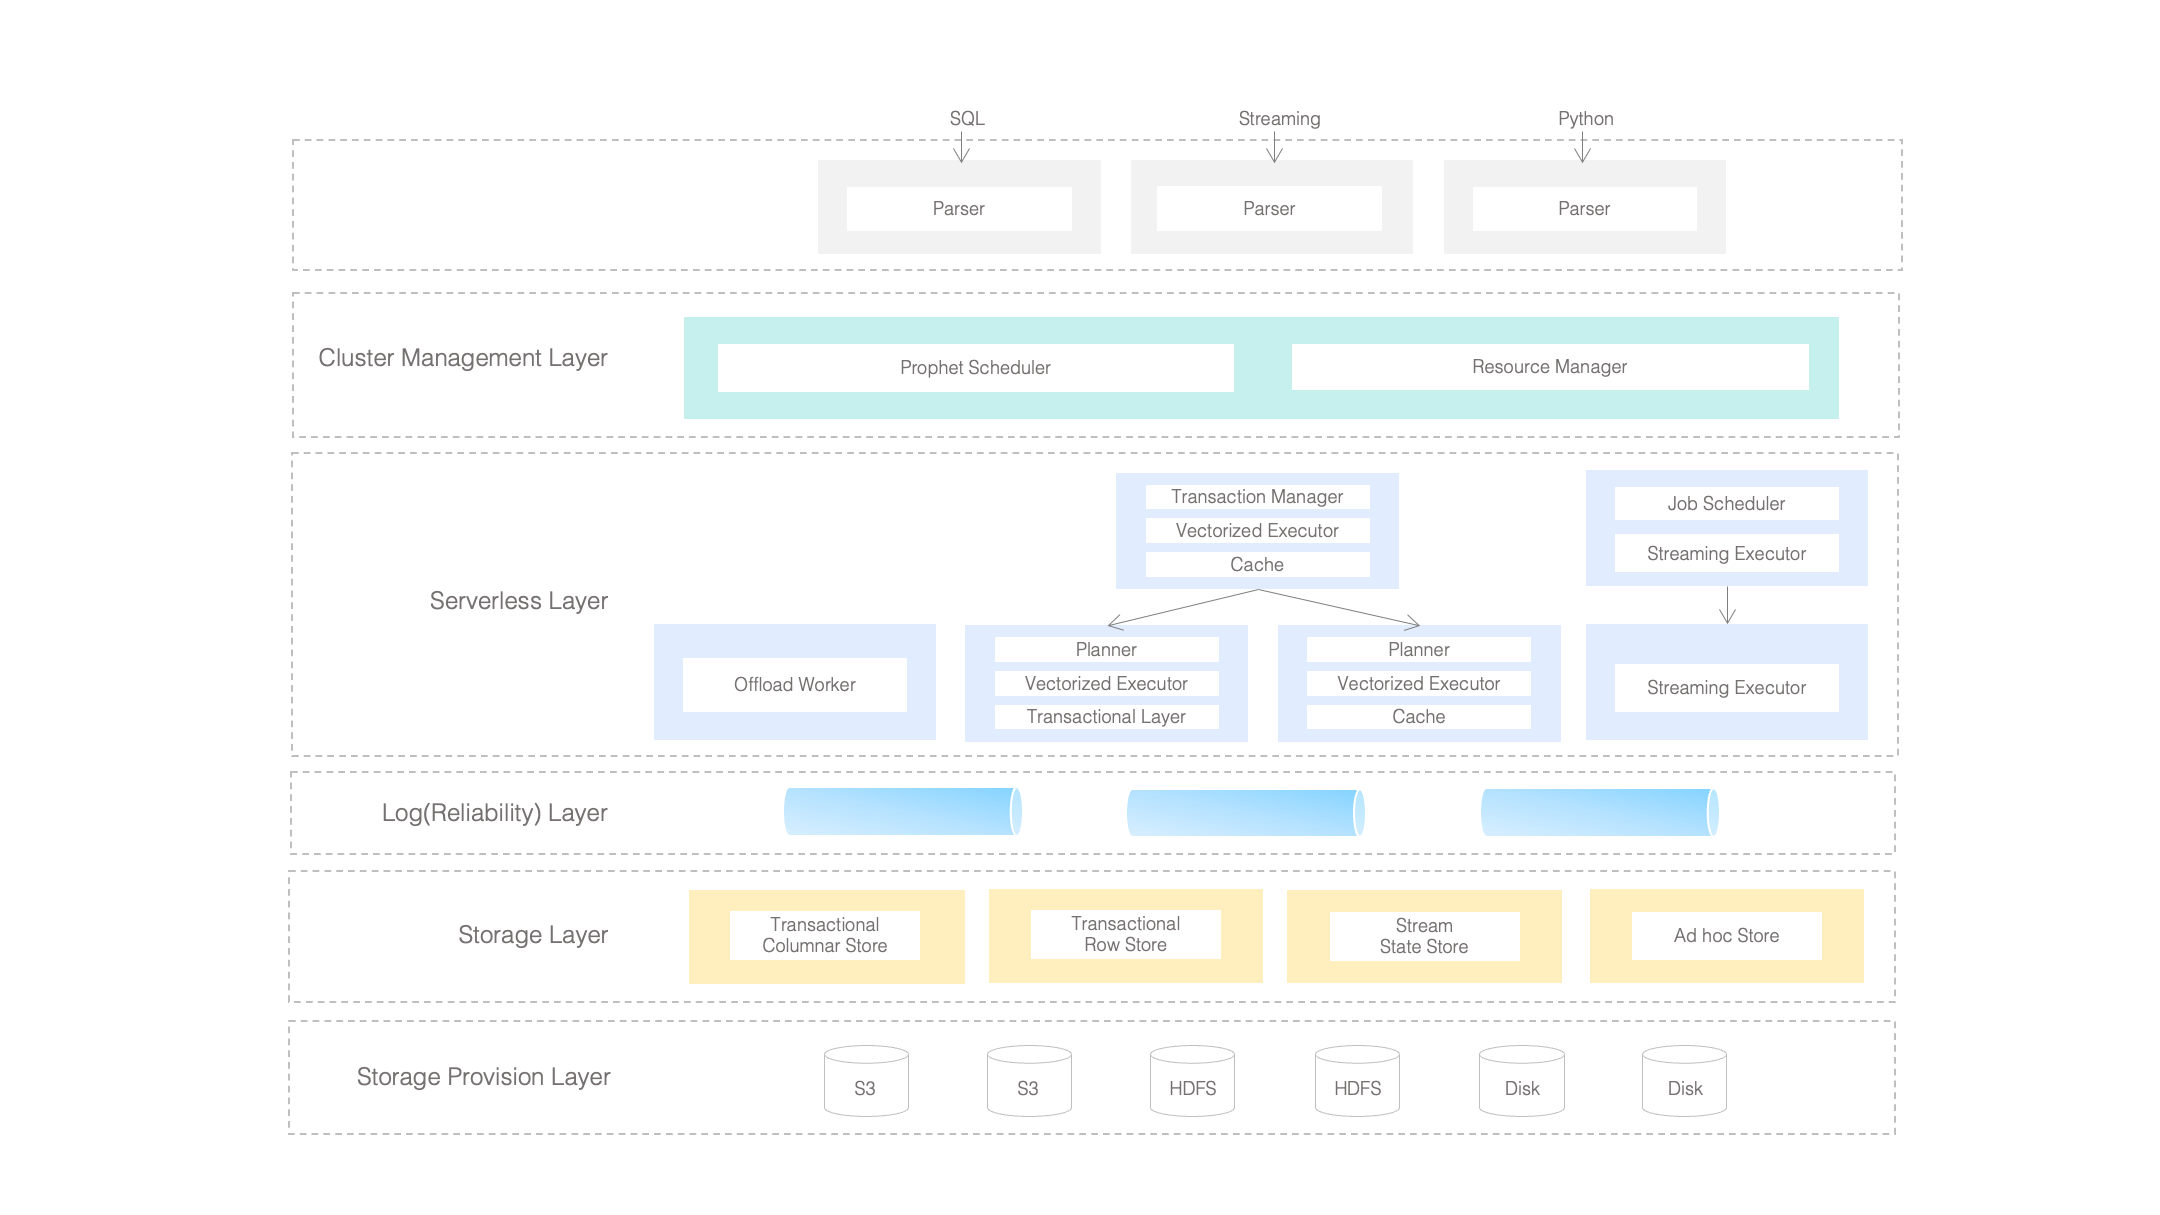 SQL
Streaming
Python
Parser
Parser
Parser
Cluster Management Layer
Prophet Scheduler
Resource Manager
Serverless Layer
Transaction Manager
Vectorized Executor
Cache
Job Scheduler
Streaming Executor
Offload Worker
Planner
Vectorized Executor
Transactional Layer
Planner
Vectorized Executor
Cache
Streaming Executor
Log(Reliability) Layer
Storage Layer
Transactional
Columnar Store
Transactional
Row Store
Stream
State Store
Ad hoc Store
Storage Provision Layer
S3
S3
HDFS
HDFS
Disk
Disk